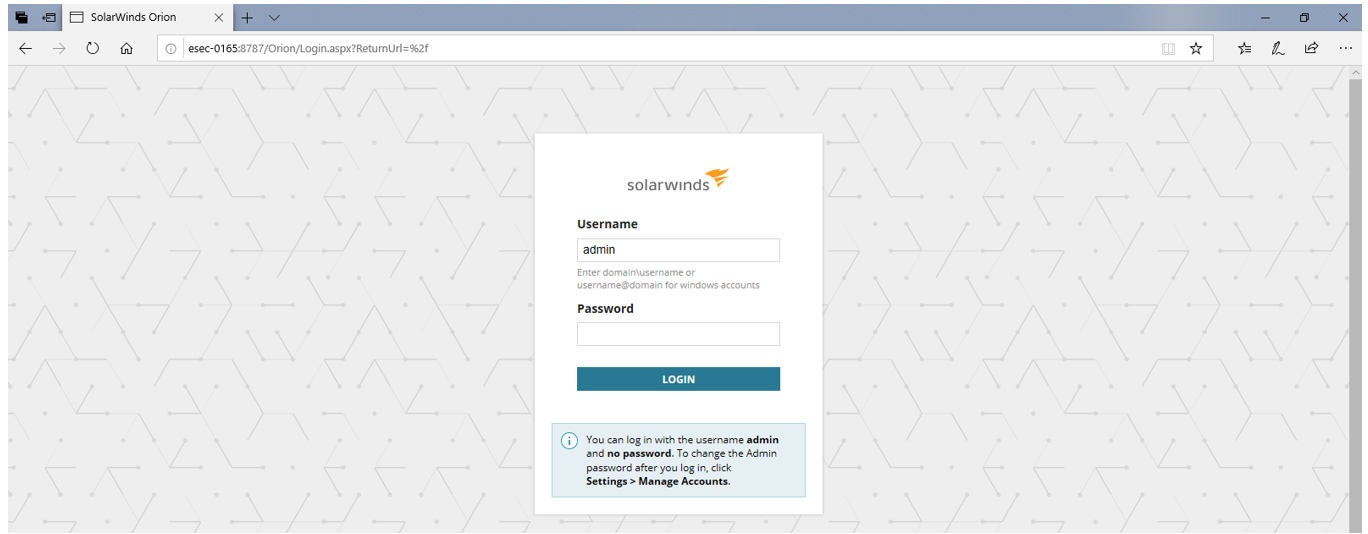 SolarWinds Orion
esec-0165:8787/Orion/Login.aspx?ReturnUrl=%2f
solarwinds
Username
admin
Enter domain\username or
username@domain for windows accounts
Password
LOGIN
You can log in with the username admin
and no password. To change the Admin
password after you log in, click
Settings > Manage Accounts.